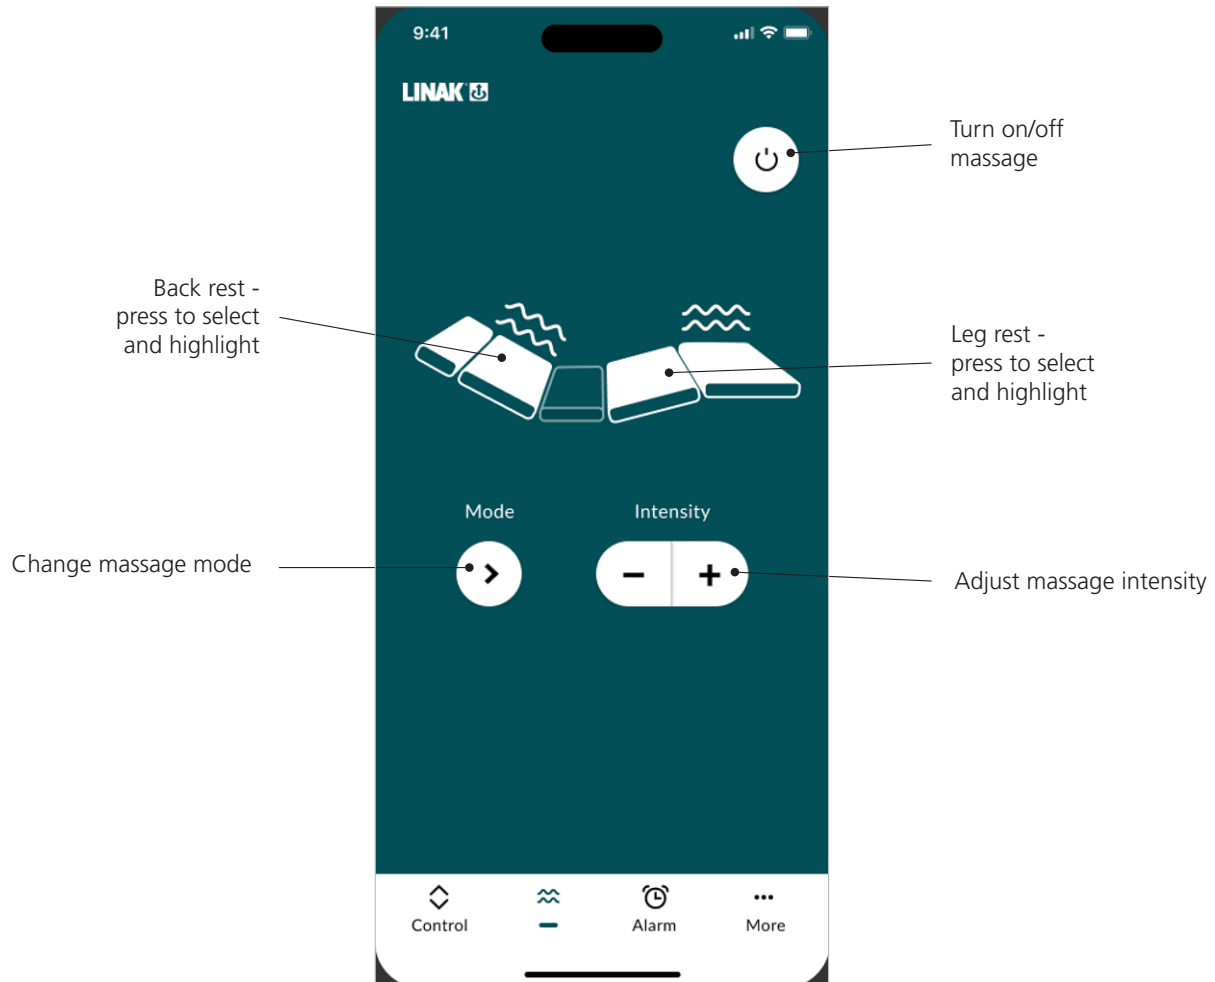 9:41
LINAK
Turn on/off
massage
Back rest -
press to select
and highlight
Leg rest -
press to select
and highlight
Mode
Intensity
Change massage mode
Adjust massage intensity
Control
Alarm
More